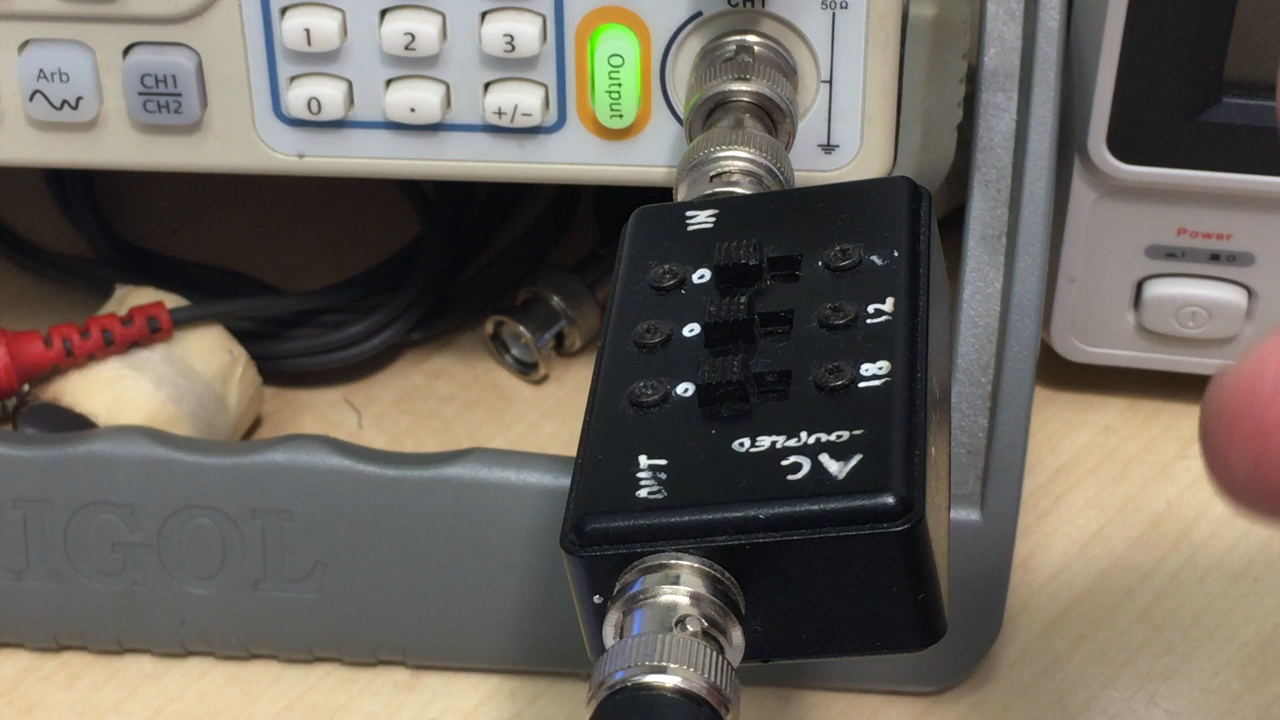 CH1
50Ω
1
2
3
Output
Arb
CH1
CH2
0
.
+/-
Power
IN
0
0
12
0
18
-OUPLED
AC
OUT
IGOL